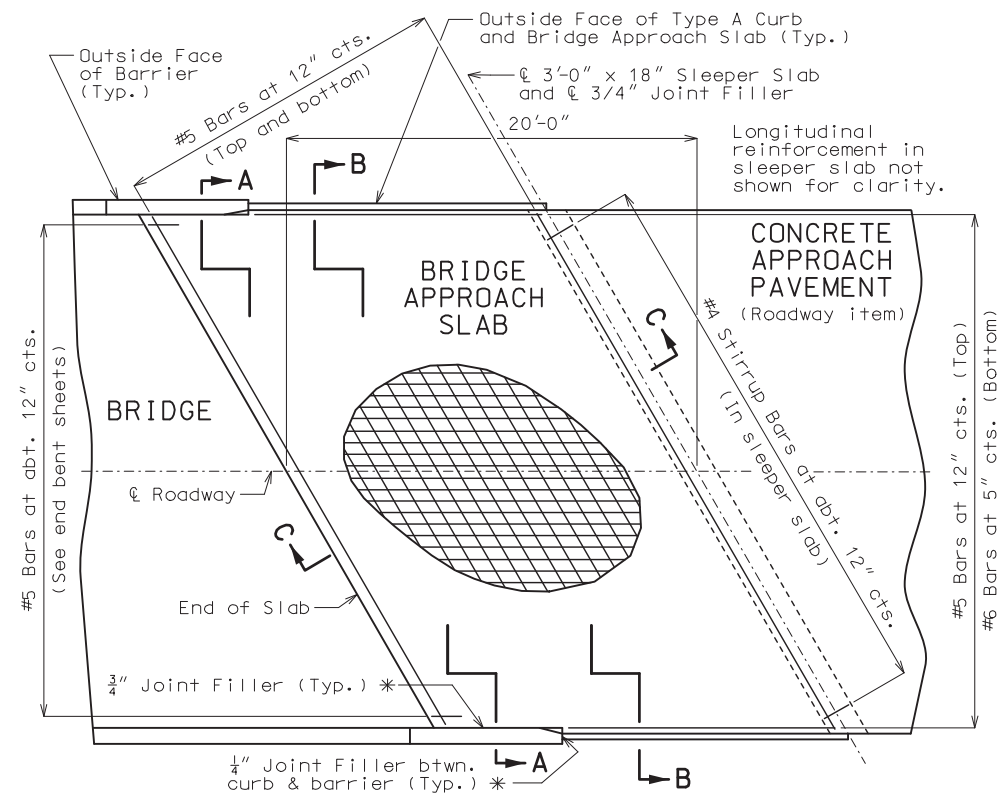 Outside Face of Type A Curb
and Bridge Approach Slab (Typ.)
Outside Face
of Barrier
(Typ.)
#5 Bars at 12" cts.
(Top and bottom)
℄ 3'-0" x 18" Sleeper Slab
and ℄ 3/4" Joint Filler
20'-0"
Longitudinal
reinforcement in
sleeper slab not
shown for clarity.
A
B
CONCRETE
APPROACH
PAVEMENT
(Roadway item)
BRIDGE
APPROACH
SLAB
C
#4 Stirrup Bars at abt. 12" cts.
(In sleeper slab)
#5 Bars at abt. 12" cts.
(See end bent sheets)
BRIDGE
#5 Bars at 12" cts. (Top)
#6 Bars at 5" cts. (Bottom)
℄ Roadway
C
End of Slab
¾" Joint Filler (Typ.) *
¼" Joint Filler btwn.
curb & barrier (Typ.) *
A
B